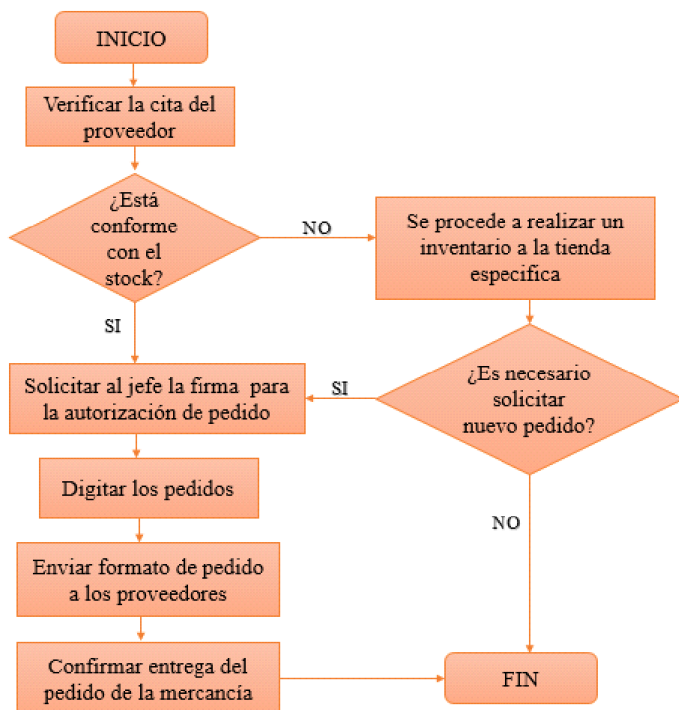 INICIO
Verificar la cita del
proveedor
¿Está
conforme
con el
stock?
NO
Se procede a realizar un
inventario a la tienda
especifica
SI
Solicitar al jefe la firma para
la autorización de pedido
SI
¿Es necesario
solicitar
nuevo pedido?
Digitar los pedidos
NO
Enviar formato de pedido
a los proveedores
Confirmar entrega del
pedido de la mercancía
FIN